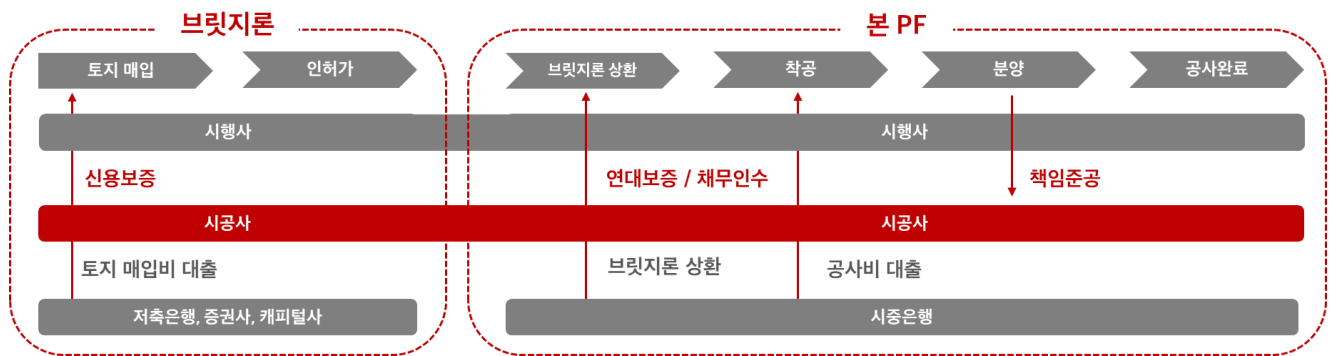 브릿지론
본 PF
토지 매입
인허가
브릿지론 상환
착공
분양
공사완료
시행사
시행사
신용보증
연대보증 / 채무인수
책임준공
시공사
시공사
토지 매입비 대출
브릿지론 상환
공사비 대출
저축은행, 증권사, 캐피털사
시중은행